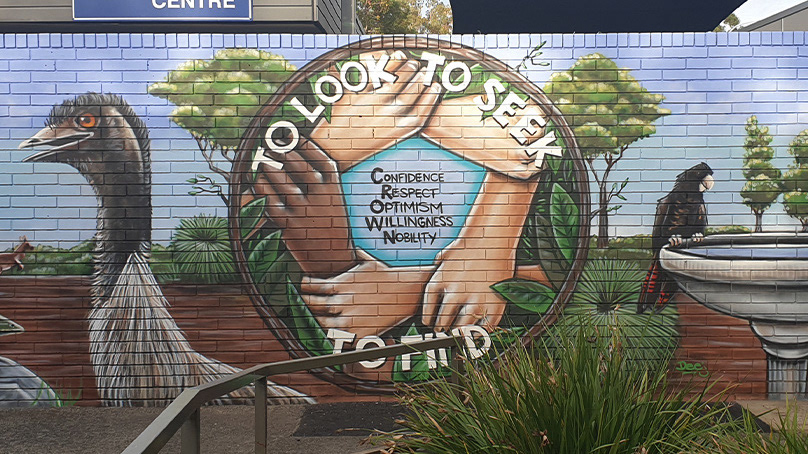 CENTRE
TO LOOK TO SEEK
CONFIDENCE
RESPECT
OPTIMISM
WILLINGNESS
NOBILITY
TO FIND